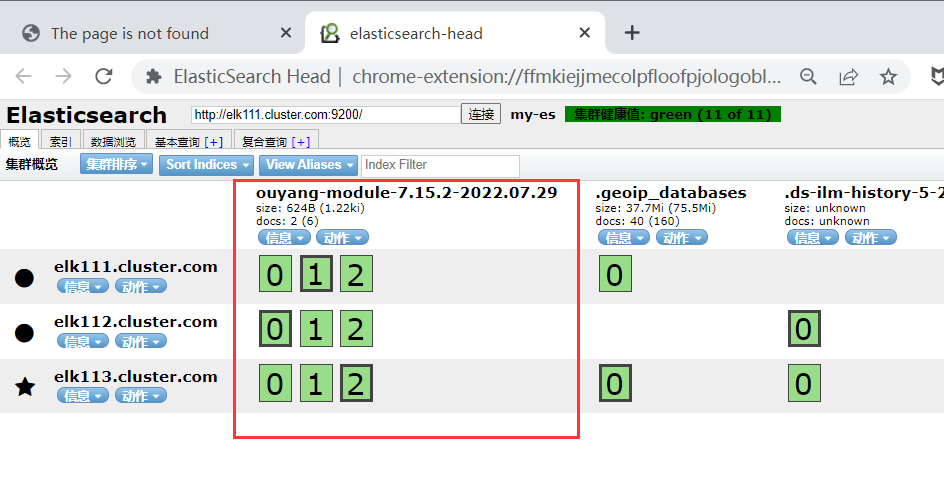 The page is not found
elasticsearch-head
ElasticSearch Head | chrome-extension://ffmkiejjmecolpfloofpjologobl...
Elasticsearch http://elk111.cluster.com:9200/ 连接 my-es 集群健康值: green (11 of 11)
概览 索引 数据浏览 基本查询 [+] 复合查询 [+]
集群概览 集群排序 Sort Indices View Aliases Index Filter
ouyang-module-7.15.2-2022.07.29 .geoip_databases .ds-ilm-history-5-2
size: 624B (1.22ki) size: 37.7Mi (75.5Mi) size: unknown
docs: 2 (6) docs: 40 (160) docs: unknown
信息 动作 信息 动作 信息 动作
elk111.cluster.com 0 1 2 0
信息 动作
elk112.cluster.com 0 1 2 0
信息 动作
elk113.cluster.com 0 1 2 0 0
信息 动作